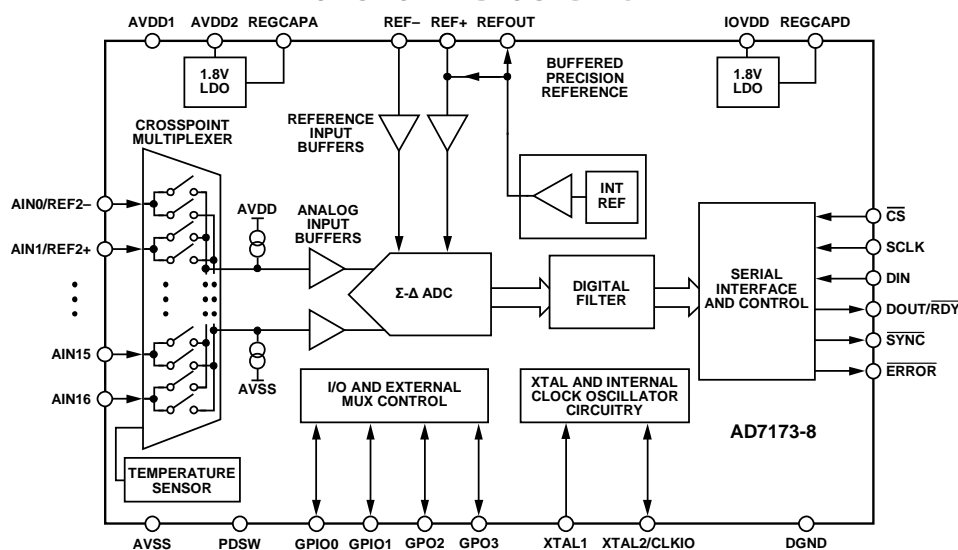 AVDD1
AVDD2
REGCAPA
REF–
REF+
REFOUT
IOVDD
REGCAPD
1.8V
LDO
BUFFERED
PRECISION
REFERENCE
1.8V
LDO
CROSSPOINT
MULTIPLEXER
REFERENCE
INPUT
BUFFERS
INT
REF
AIN0/REF2–
AIN1/REF2+
AVDD
ANALOG
INPUT
BUFFERS
Σ-Δ ADC
DIGITAL
FILTER
SERIAL
INTERFACE
AND CONTROL
CS
SCLK
DIN
DOUT/RDY
SYNC
ERROR
AIN15
AIN16
AVSS
I/O AND EXTERNAL
MUX CONTROL
XTAL AND INTERNAL
CLOCK OSCILLATOR
CIRCUITRY
AD7173-8
TEMPERATURE
SENSOR
AVSS
PDSW
GPIO0
GPIO1
GPO2
GPO3
XTAL1
XTAL2/CLKIO
DGND